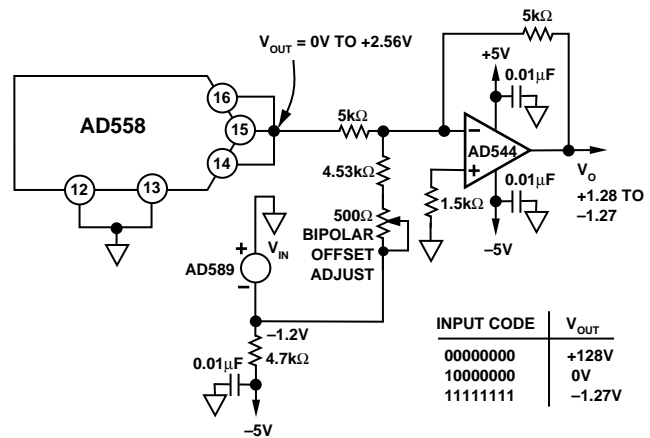 5kΩ
V_OUT = 0V TO +2.56V
+5V
0.01µF
16
AD558
15
5kΩ
AD544
14
4.53kΩ
V_O
+1.28 TO
–1.27
12
13
0.01µF
1.5kΩ
500Ω
BIPOLAR
OFFSET
ADJUST
V_IN
–5V
AD589
–1.2V
4.7kΩ
0.01µF
–5V
INPUT CODE V_OUT
00000000 +128V
10000000 0V
11111111 –1.27V